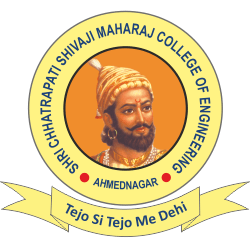 SHRI CHHATRAPATI SHIVAJI MAHARAJ COLLEGE OF ENGINEERING
AHMEDNAGAR
Tejo Si Tejo Me Dehi